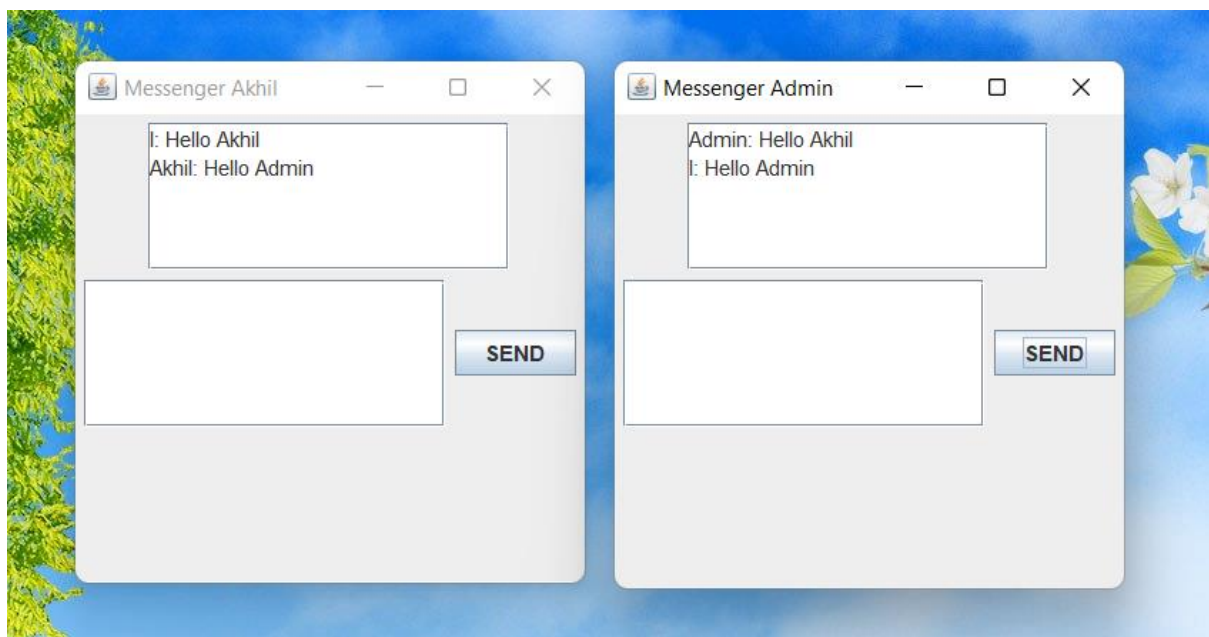 Messenger Akhil
I: Hello Akhil
Akhil: Hello Admin
SEND
Messenger Admin
Admin: Hello Akhil
I: Hello Admin
SEND